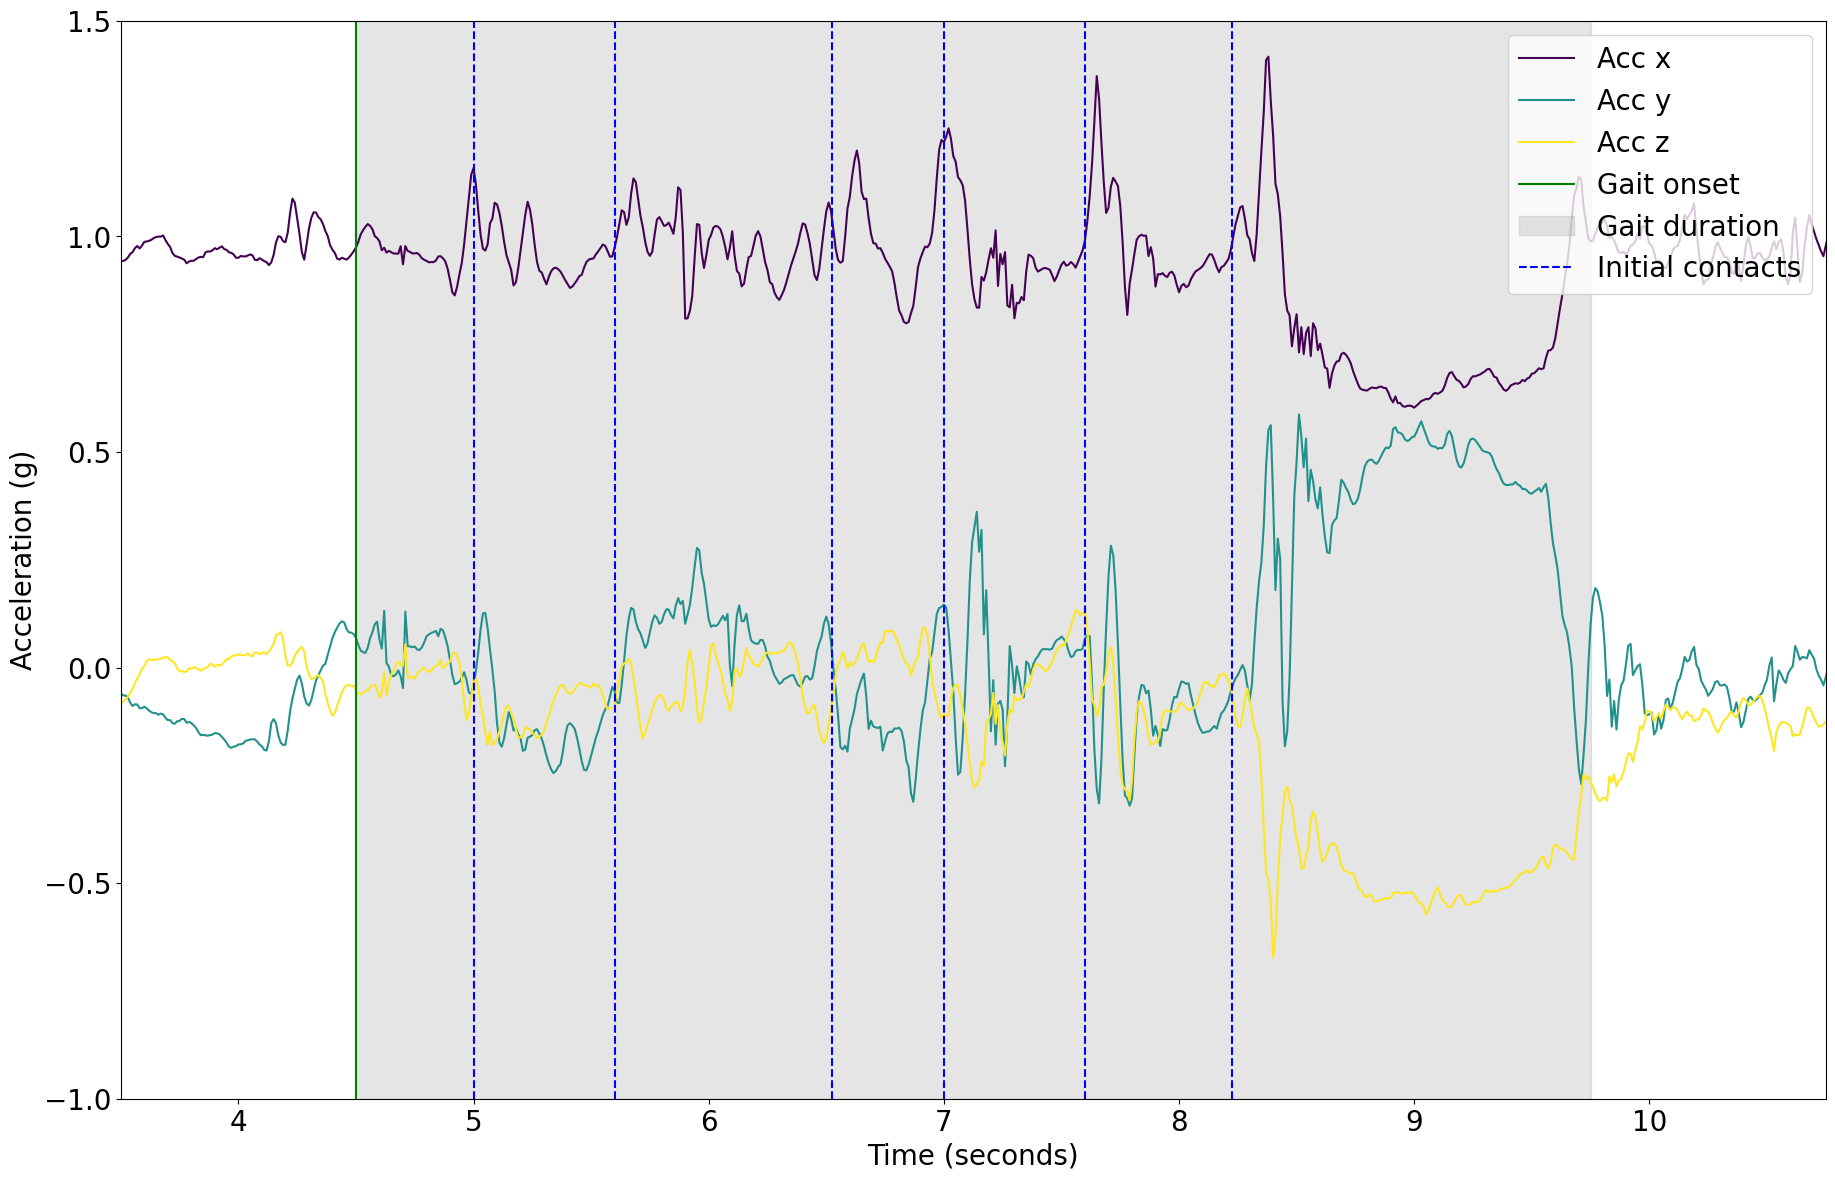 1.5
1.0
0.5
0.0
−0.5
−1.0
Acceleration (g)
Acc x
Acc y
Acc z
Gait onset
Gait duration
Initial contacts
4 5 6 7 8 9 10
Time (seconds)